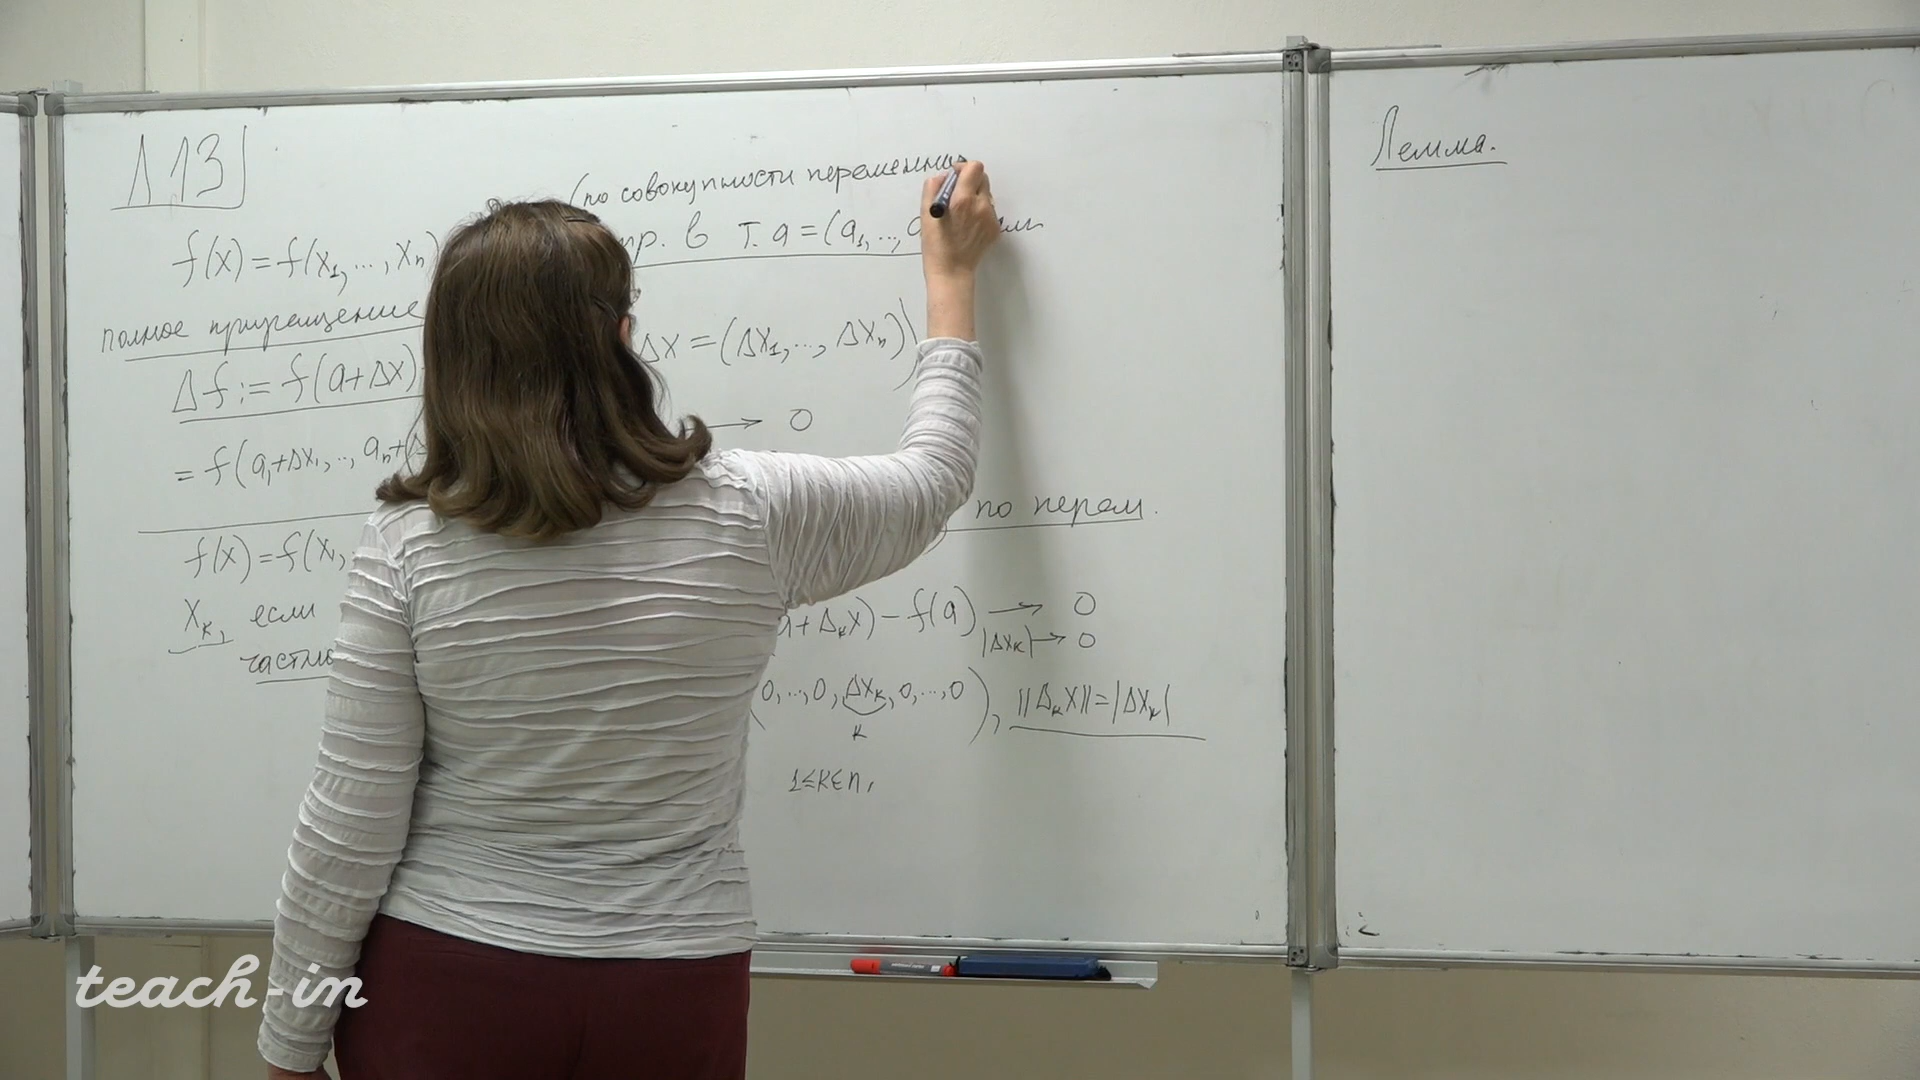 Л 13
(по совокупности переменных
f(x) = f(x₁, ..., xₙ)
пр. в т. a = (a₁, .., a
полное приращение
Δx = (Δx₁, ..., Δxₙ))
Δf := f(a+Δx)
→ 0
= f(a₁+Δx₁, .., aₙ+
по перем.
f(x) = f(x₁,
a + Δₖx) − f(a) → 0
|Δxₖ| → 0
xₖ, если
частно
0, .., 0, Δxₖ, 0, .., 0), ||Δₖx|| = |Δxₖ|
к
1≤k≤n,
Лемма.
teach-in